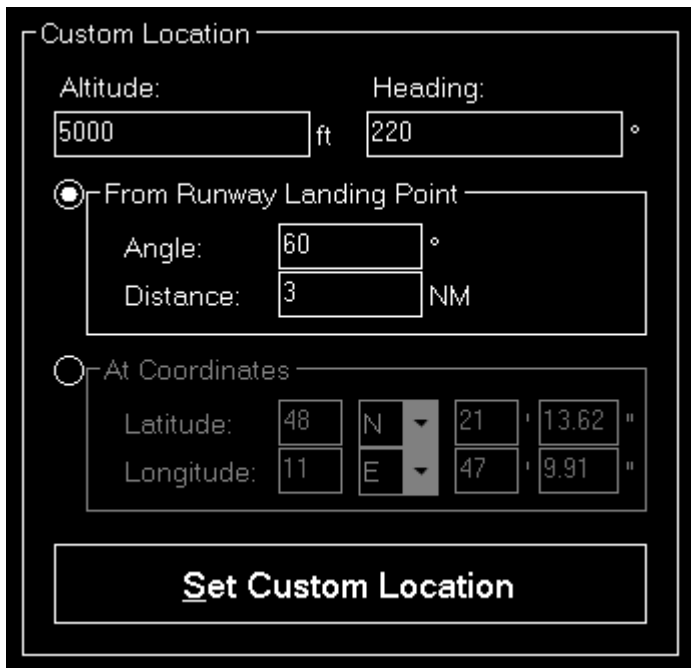 Custom Location
Altitude: Heading:
5000 ft 220 °
From Runway Landing Point
Angle: 60 °
Distance: 3 NM
At Coordinates
Latitude: 48 N 21 ' 13.62 "
Longitude: 11 E 47 ' 9.91 "
Set Custom Location